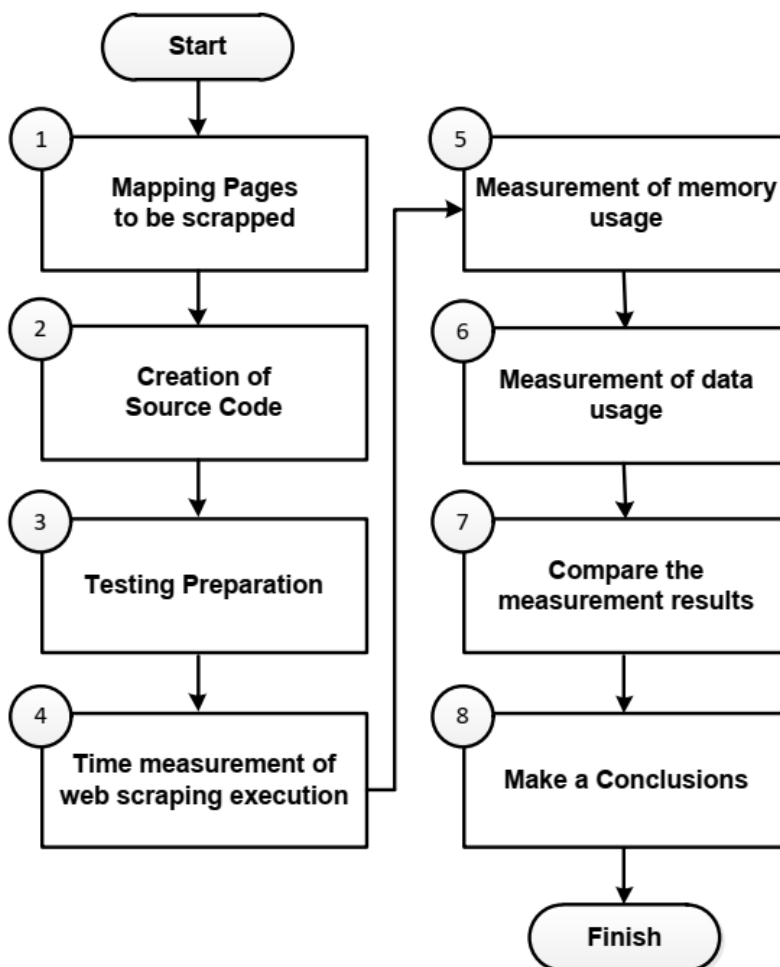 Start
1
Mapping Pages
to be scrapped
2
Creation of
Source Code
3
Testing Preparation
4
Time measurement of
web scraping execution
5
Measurement of memory
usage
6
Measurement of data
usage
7
Compare the
measurement results
8
Make a Conclusions
Finish